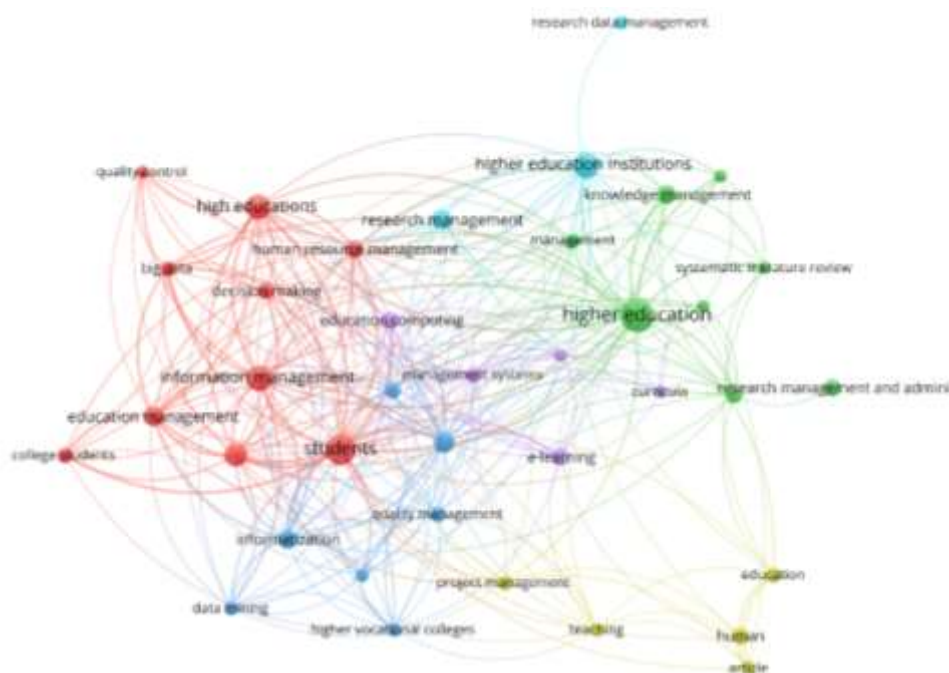 research data management
higher education institutions
quality control
knowledge management
high educations
research management
management
human resource management
systematic literature review
big data
decision making
higher education
education computing
information management
management systems
research management and admini
curricula
education management
students
college students
e-learning
quality management
informatization
education
project management
data mining
higher vocational colleges
teaching
human
article